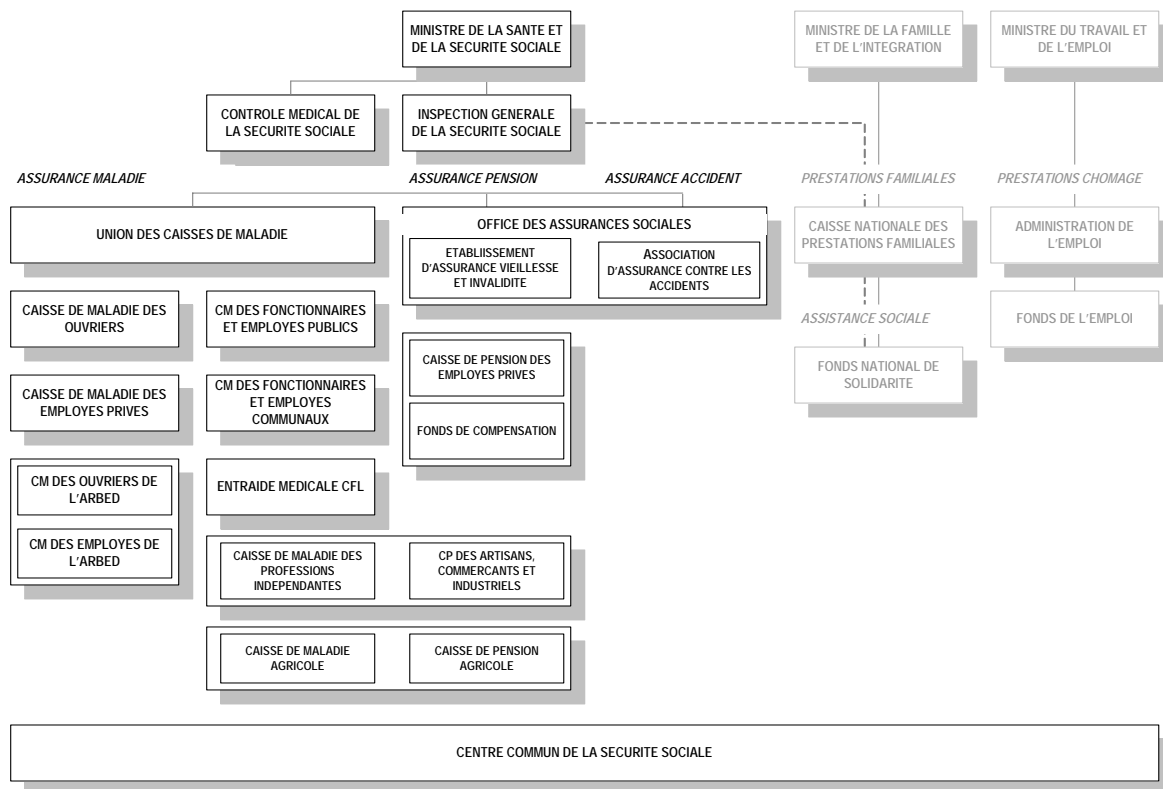 MINISTRE DE LA SANTE ET
DE LA SECURITE SOCIALE
MINISTRE DE LA FAMILLE
ET DE L'INTEGRATION
MINISTRE DU TRAVAIL ET
DE L'EMPLOI
CONTROLE MEDICAL DE
LA SECURITE SOCIALE
INSPECTION GENERALE
DE LA SECURITE SOCIALE
ASSURANCE MALADIE
ASSURANCE PENSION
ASSURANCE ACCIDENT
PRESTATIONS FAMILIALES
PRESTATIONS CHOMAGE
UNION DES CAISSES DE MALADIE
OFFICE DES ASSURANCES SOCIALES
ETABLIISSEMENT
D'ASSURANCE VIEILLESSE
ET INVALIDITE
ASSOCIATION
D'ASSURANCE CONTRE LES
ACCIDENTS
CAISSE NATIONALE DES
PRESTATIONS FAMILIALES
ADMINISTRATION DE
L'EMPLOI
CAISSE DE MALADIE DES
OUVRIERS
CM DES FONCTIONNAIRES
ET EMPLOYES PUBLICS
ASSISTANCE SOCIALE
FONDS DE L'EMPLOI
CAISSE DE PENSION DES
EMPLOYES PRIVES
FONDS NATIONAL DE
SOLIDARITE
CAISSE DE MALADIE DES
EMPLOYES PRIVES
CM DES FONCTIONNAIRES
ET EMPLOYES
COMMUNAUX
FONDS DE COMPENSATION
CM DES OUVRIERS DE
L'ARBED
ENTRAIDE MEDICALE CFL
CM DES EMPLOYES DE
L'ARBED
CAISSE DE MALADIE DES
PROFESSIONS
INDEPENDANTES
CP DES ARTISANS,
COMMERCANTS ET
INDUSTRIELS
CAISSE DE MALADIE
AGRICOLE
CAISSE DE PENSION
AGRICOLE
CENTRE COMMUN DE LA SECURITE SOCIALE